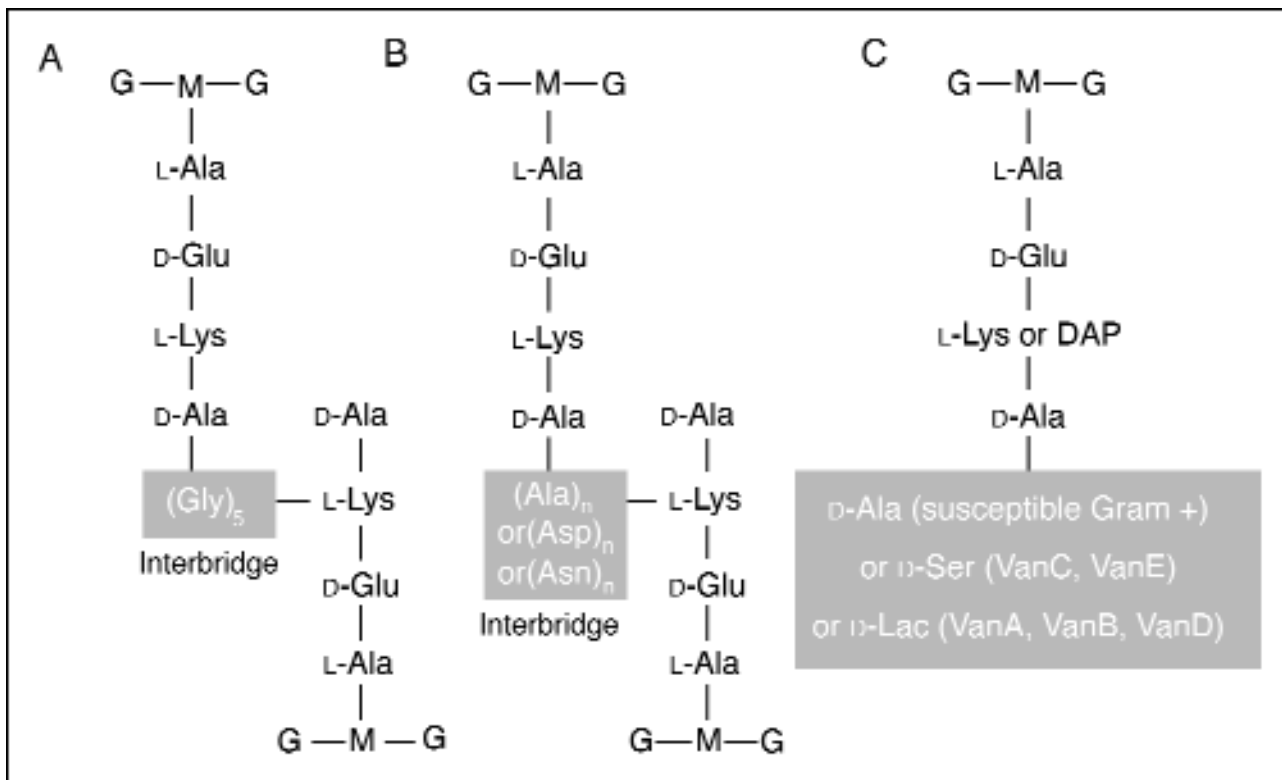 A
G—M—G
L-Ala
D-Glu
L-Lys
D-Ala
D-Ala
(Gly)5
L-Lys
Interbridge
D-Glu
L-Ala
G—M—G
B
G—M—G
L-Ala
D-Glu
L-Lys
D-Ala
D-Ala
(Ala)n
or(Asp)n
or(Asn)n
L-Lys
Interbridge
D-Glu
L-Ala
G—M—G
C
G—M—G
L-Ala
D-Glu
L-Lys or DAP
D-Ala
D-Ala (susceptible Gram +)
or D-Ser (VanC, VanE)
or D-Lac (VanA, VanB, VanD)